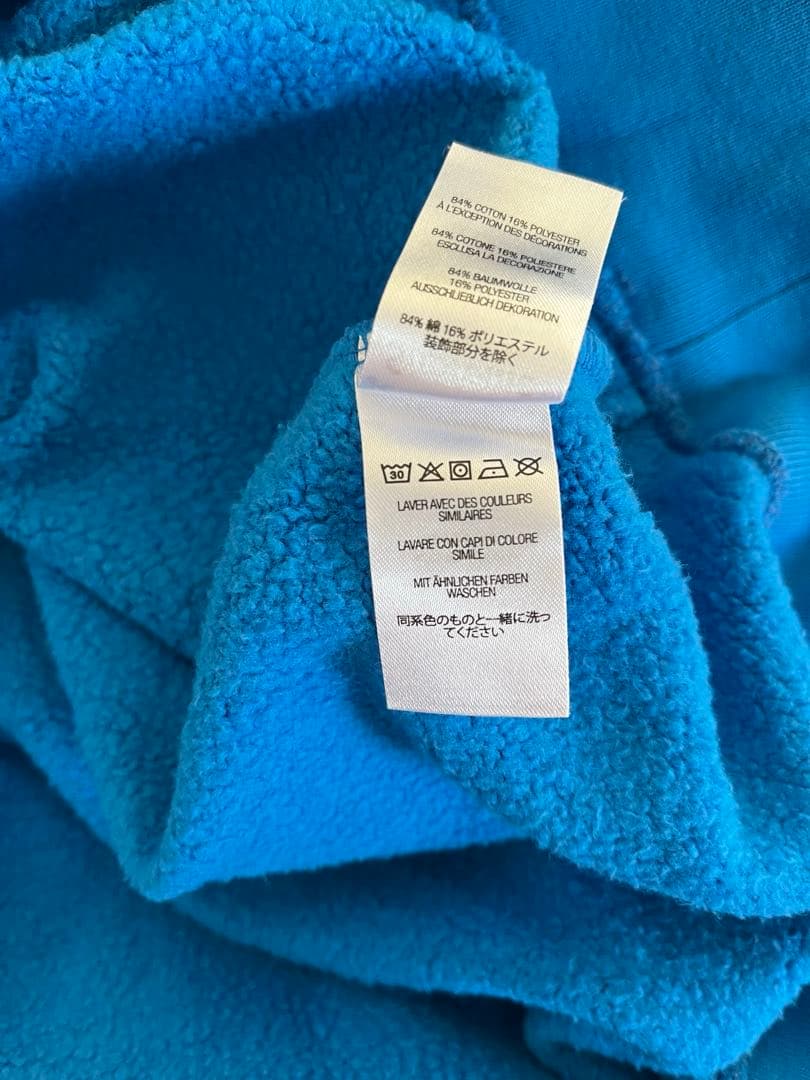 84% COTON 16% POLYESTER
À L'EXCEPTION DES DÉCORATIONS
84% COTONE 16% POLIESTERE
ESCLUSA LA DECORAZIONE
84% BAUMWOLLE
16% POLYESTER
AUSSCHLIEBLICH DEKORATION
84% 綿 16% ポリエステル
装飾部分を除く
30
LAVER AVEC DES COULEURS
SIMILAIRES
LAVARE CON CAPI DI COLORE
SIMILE
MIT ÄHNLICHEN FARBEN
WASCHEN
同系色のものと一緒に洗っ
てください